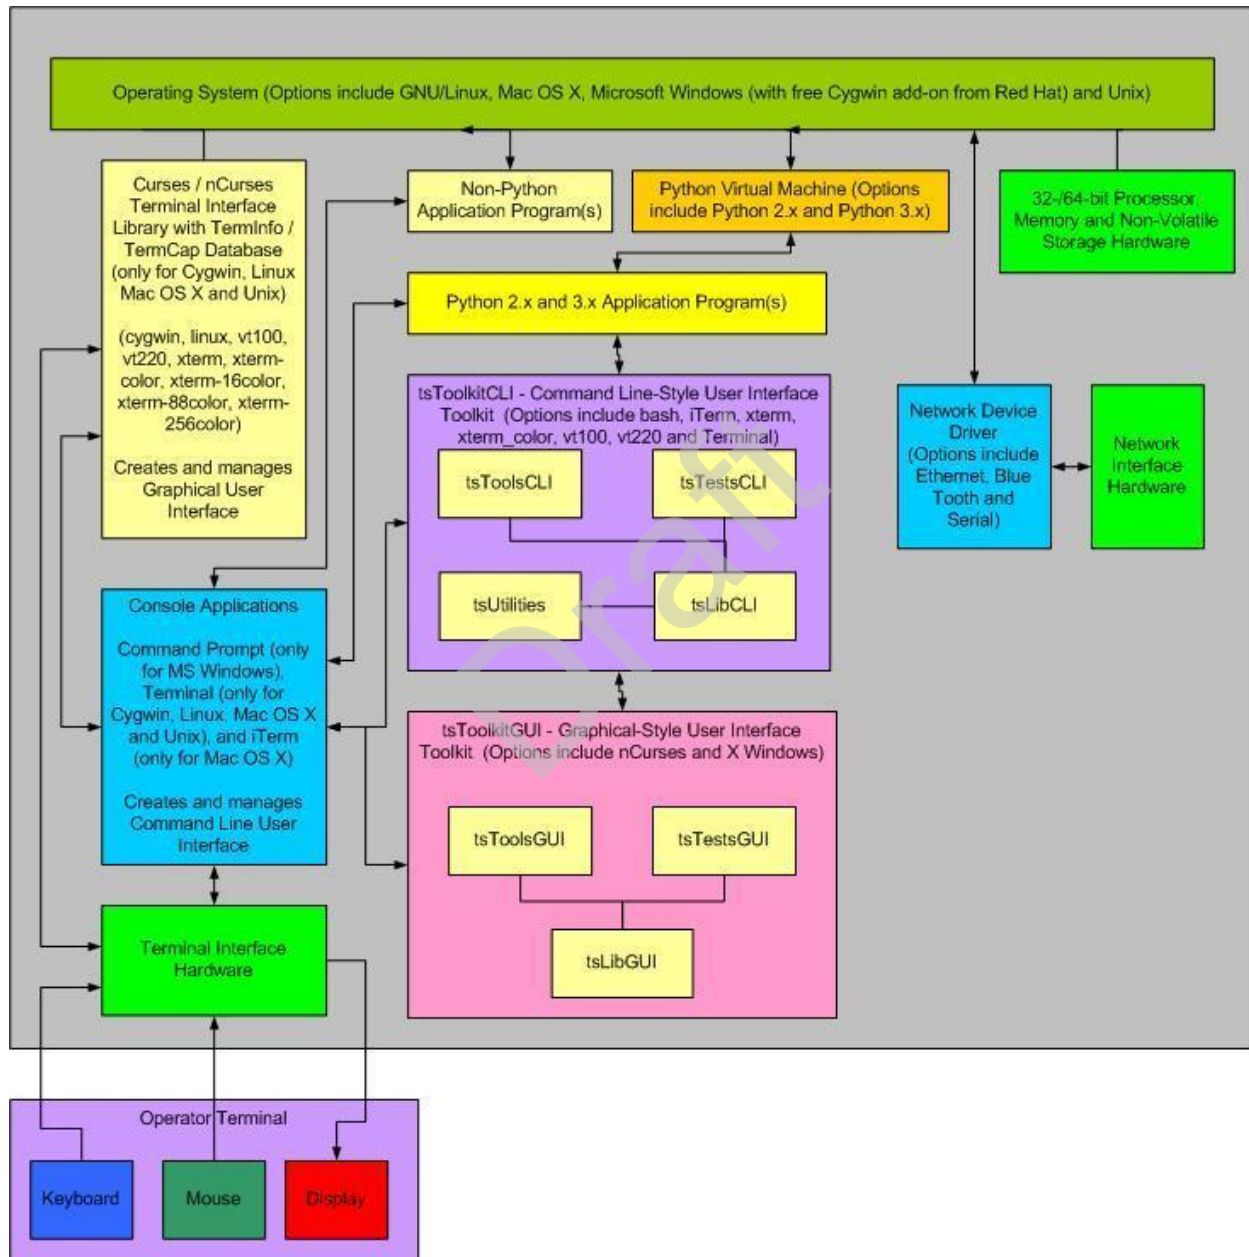 Operating System (Options include GNU/Linux, Mac OS X, Microsoft Windows (with free Cygwin add-on from Red Hat) and Unix)
Curses / nCurses
Terminal Interface
Library with TermInfo /
TermCap Database
(only for Cygwin, Linux
Mac OS X and Unix)
(cygwin, linux, vt100,
vt220, xterm, xterm-
color, xterm-16color,
xterm-88color, xterm-
256color)
Creates and manages
Graphical User
Interface
Non-Python
Application Program(s)
Python Virtual Machine (Options
include Python 2.x and Python 3.x)
32-/64-bit Processor,
Memory and Non-Volatile
Storage Hardware
Python 2.x and 3.x Application Program(s)
tsToolkitCLI - Command Line-Style User Interface
Toolkit (Options include bash, iTerm, xterm,
xterm_color, vt100, vt220 and Terminal)
tsToolsCLI
tsTestsCLI
tsUtilities
tsLibCLI
Network Device
Driver
(Options include
Ethernet, Blue
Tooth and
Serial)
Network
Interface
Hardware
Console Applications
Command Prompt (only
for MS Windows),
Terminal (only for
Cygwin, Linux, Mac OS X
and Unix), and iTerm
(only for Mac OS X)
Creates and manages
Command Line User
Interface
tsToolkitGUI - Graphical-Style User Interface
Toolkit (Options include nCurses and X Windows)
tsToolsGUI
tsTestsGUI
tsLibGUI
Terminal Interface
Hardware
Operator Terminal
Keyboard
Mouse
Display
Draft